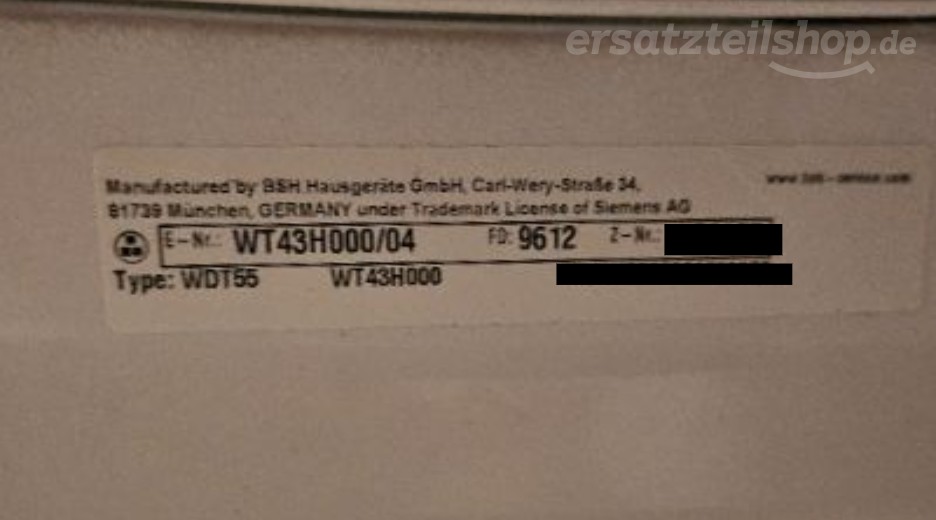 ersatzteilshop.de
Manufactured by BSH Hausgeräte GmbH, Carl-Wery-Straße 34,
81739 München, GERMANY under Trademark License of Siemens AG
E-Nr.: WT43H000/04 FD: 9612 Z-Nr.:
Type: WDT55 WT43H000